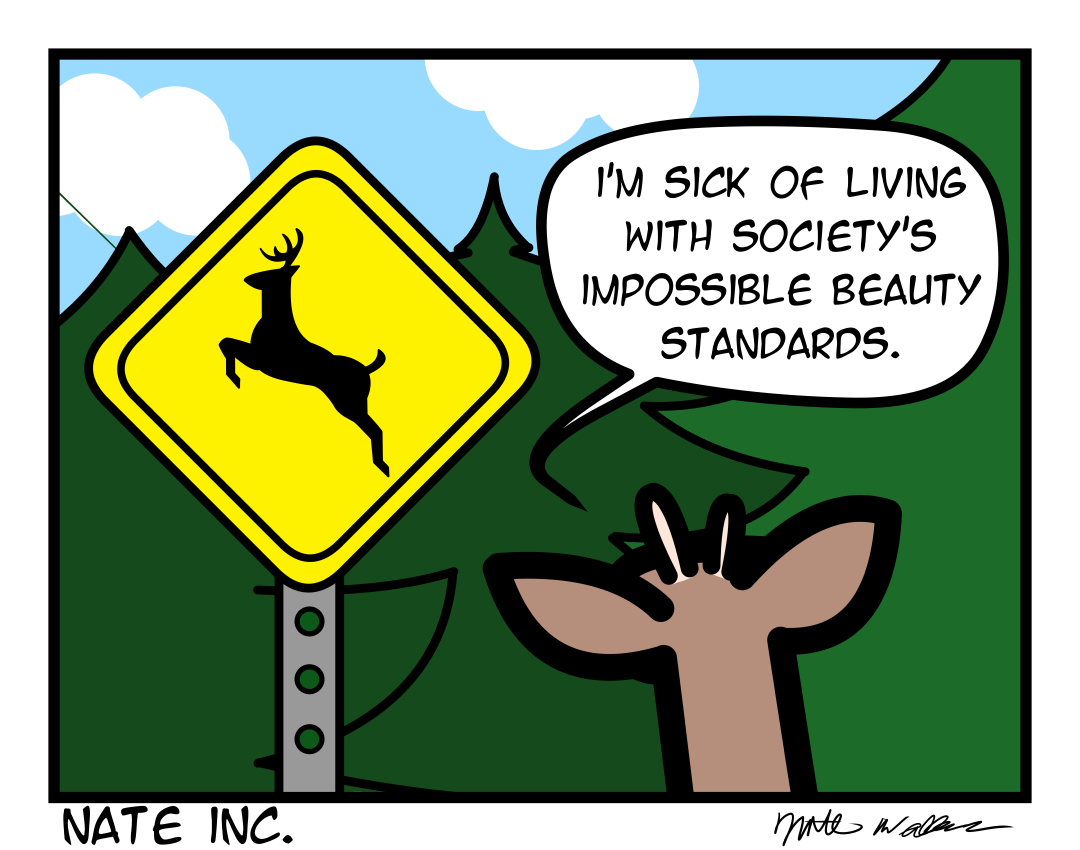 I'M SICK OF LIVING
WITH SOCIETY'S
IMPOSSIBLE BEAUTY
STANDARDS.
NATE INC.